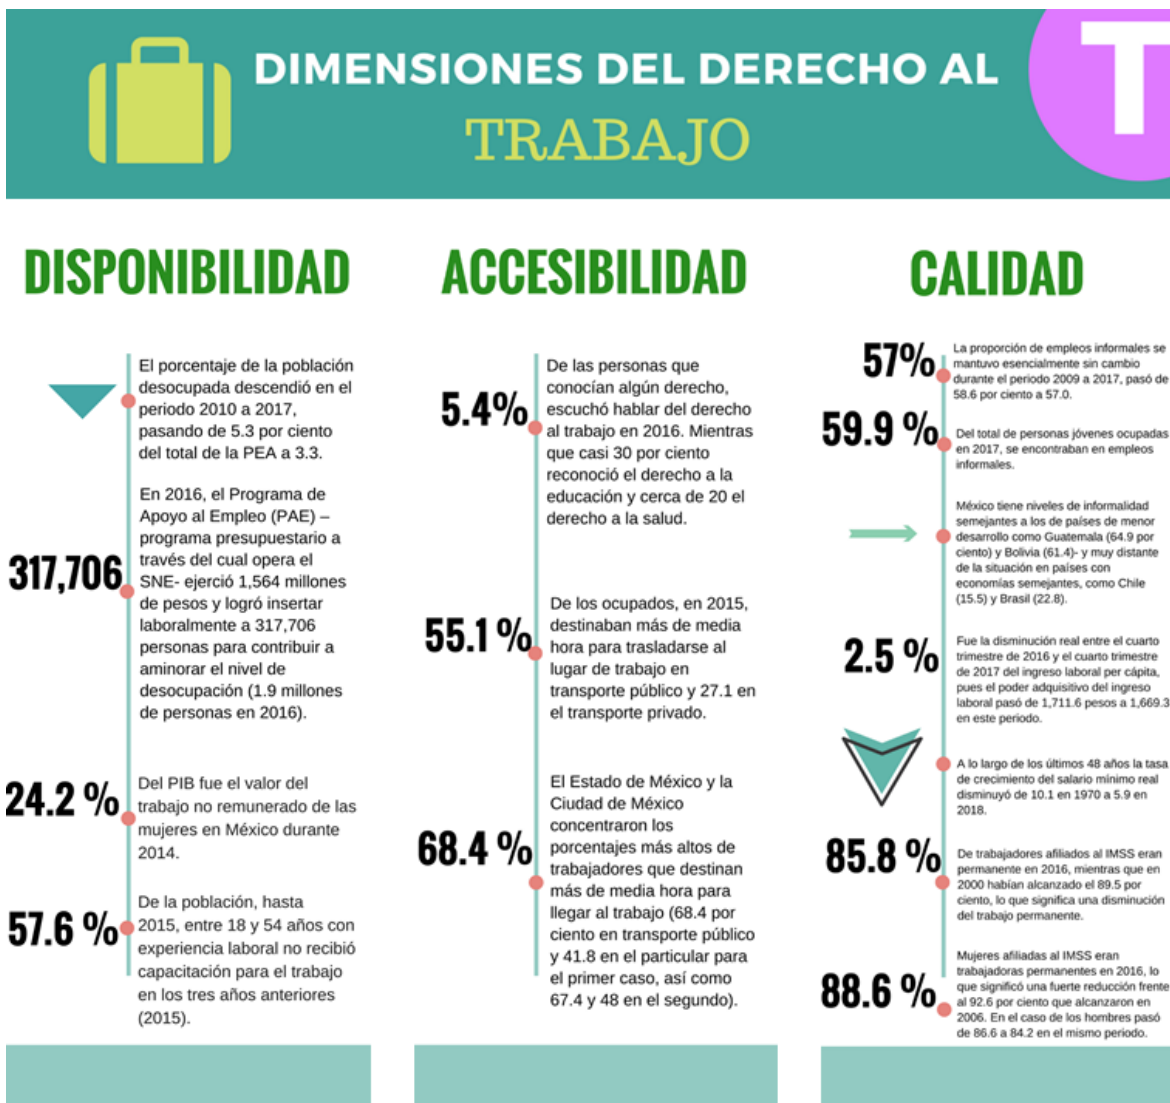 DIMENSIONES DEL DERECHO AL
TRABAJO
T
DISPONIBILIDAD
El porcentaje de la población
desocupada descendió en el
periodo 2010 a 2017,
pasando de 5.3 por ciento
del total de la PEA a 3.3.
317,706
En 2016, el Programa de
Apoyo al Empleo (PAE) –
programa presupuestario a
través del cual opera el
SNE- ejerció 1,564 millones
de pesos y logró insertar
laboralmente a 317,706
personas para contribuir a
aminorar el nivel de
desocupación (1.9 millones
de personas en 2016).
24.2 %
Del PIB fue el valor del
trabajo no remunerado de las
mujeres en México durante
2014.
57.6 %
De la población, hasta
2015, entre 18 y 54 años con
experiencia laboral no recibió
capacitación para el trabajo
en los tres años anteriores
(2015).
ACCESIBILIDAD
5.4%
De las personas que
conocían algún derecho,
escuchó hablar del derecho
al trabajo en 2016. Mientras
que casi 30 por ciento
reconoció el derecho a la
educación y cerca de 20 el
derecho a la salud.
55.1 %
De los ocupados, en 2015,
destinaban más de media
hora para trasladarse al
lugar de trabajo en
transporte público y 27.1 en
el transporte privado.
68.4 %
El Estado de México y la
Ciudad de México
concentraron los
porcentajes más altos de
trabajadores que destinan
más de media hora para
llegar al trabajo (68.4 por
ciento en transporte público
y 41.8 en el particular para
el primer caso, así como
67.4 y 48 en el segundo).
CALIDAD
57%
La proporción de empleos informales se
mantuvo esencialmente sin cambio
durante el periodo 2009 a 2017, pasó de
58.6 por ciento a 57.0.
59.9 %
Del total de personas jóvenes ocupadas
en 2017, se encontraban en empleos
informales.
México tiene niveles de informalidad
semejantes a los de países de menor
desarrollo como Guatemala (64.9 por
ciento) y Bolivia (61.4)- y muy distante
de la situación en países con
economías semejantes, como Chile
(15.5) y Brasil (22.8).
2.5 %
Fue la disminución real entre el cuarto
trimestre de 2016 y el cuarto trimestre
de 2017 del ingreso laboral per cápita,
pues el poder adquisitivo del ingreso
laboral pasó de 1,711.6 pesos a 1,669.3
en este periodo.
A lo largo de los últimos 48 años la tasa
de crecimiento del salario mínimo real
disminuyó de 10.1 en 1970 a 5.9 en
2018.
85.8 %
De trabajadores afiliados al IMSS eran
permanente en 2016, mientras que en
2000 habían alcanzado el 89.5 por
ciento, lo que significa una disminución
del trabajo permanente.
88.6 %
Mujeres afiliadas al IMSS eran
trabajadoras permanentes en 2016, lo
que significó una fuerte reducción frente
al 92.6 por ciento que alcanzaron en
2006. En el caso de los hombres pasó
de 86.6 a 84.2 en el mismo periodo.